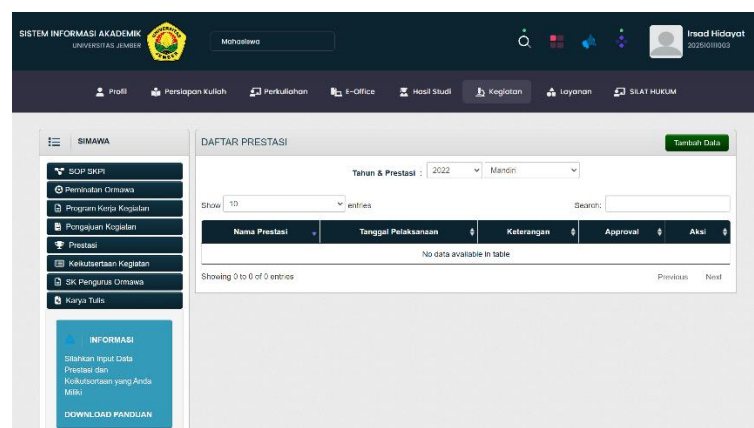 SISTEM INFORMASI AKADEMIK
UNIVERSITAS JEMBER
Mahasiswa
Irsad Hidayat
Profil
Persiapan Kuliah
Perkuliahan
E-Office
Hasil Studi
Kegiatan
Layanan
SILAT HUKUM
SIMAWA
SOP SKPI
Peminatan Ormawa
Program Kerja Kegiatan
Pengajuan Kegiatan
Prestasi
Keikutsertaan Kegiatan
SK Pengurus Ormawa
Karya Tulis
INFORMASI
Silahkan Input Data
Prestasi dan
Keikutsertaan yang Anda
Miliki
DOWNLOAD PANDUAN
DAFTAR PRESTASI
Tambah Data
Tahun & Prestasi : 2022 Mandiri
Show 10 entries
Search:
Nama Prestasi Tanggal Pelaksanaan Keterangan Approval Aksi
No data available in table
Showing 0 to 0 of 0 entries
Previous Next